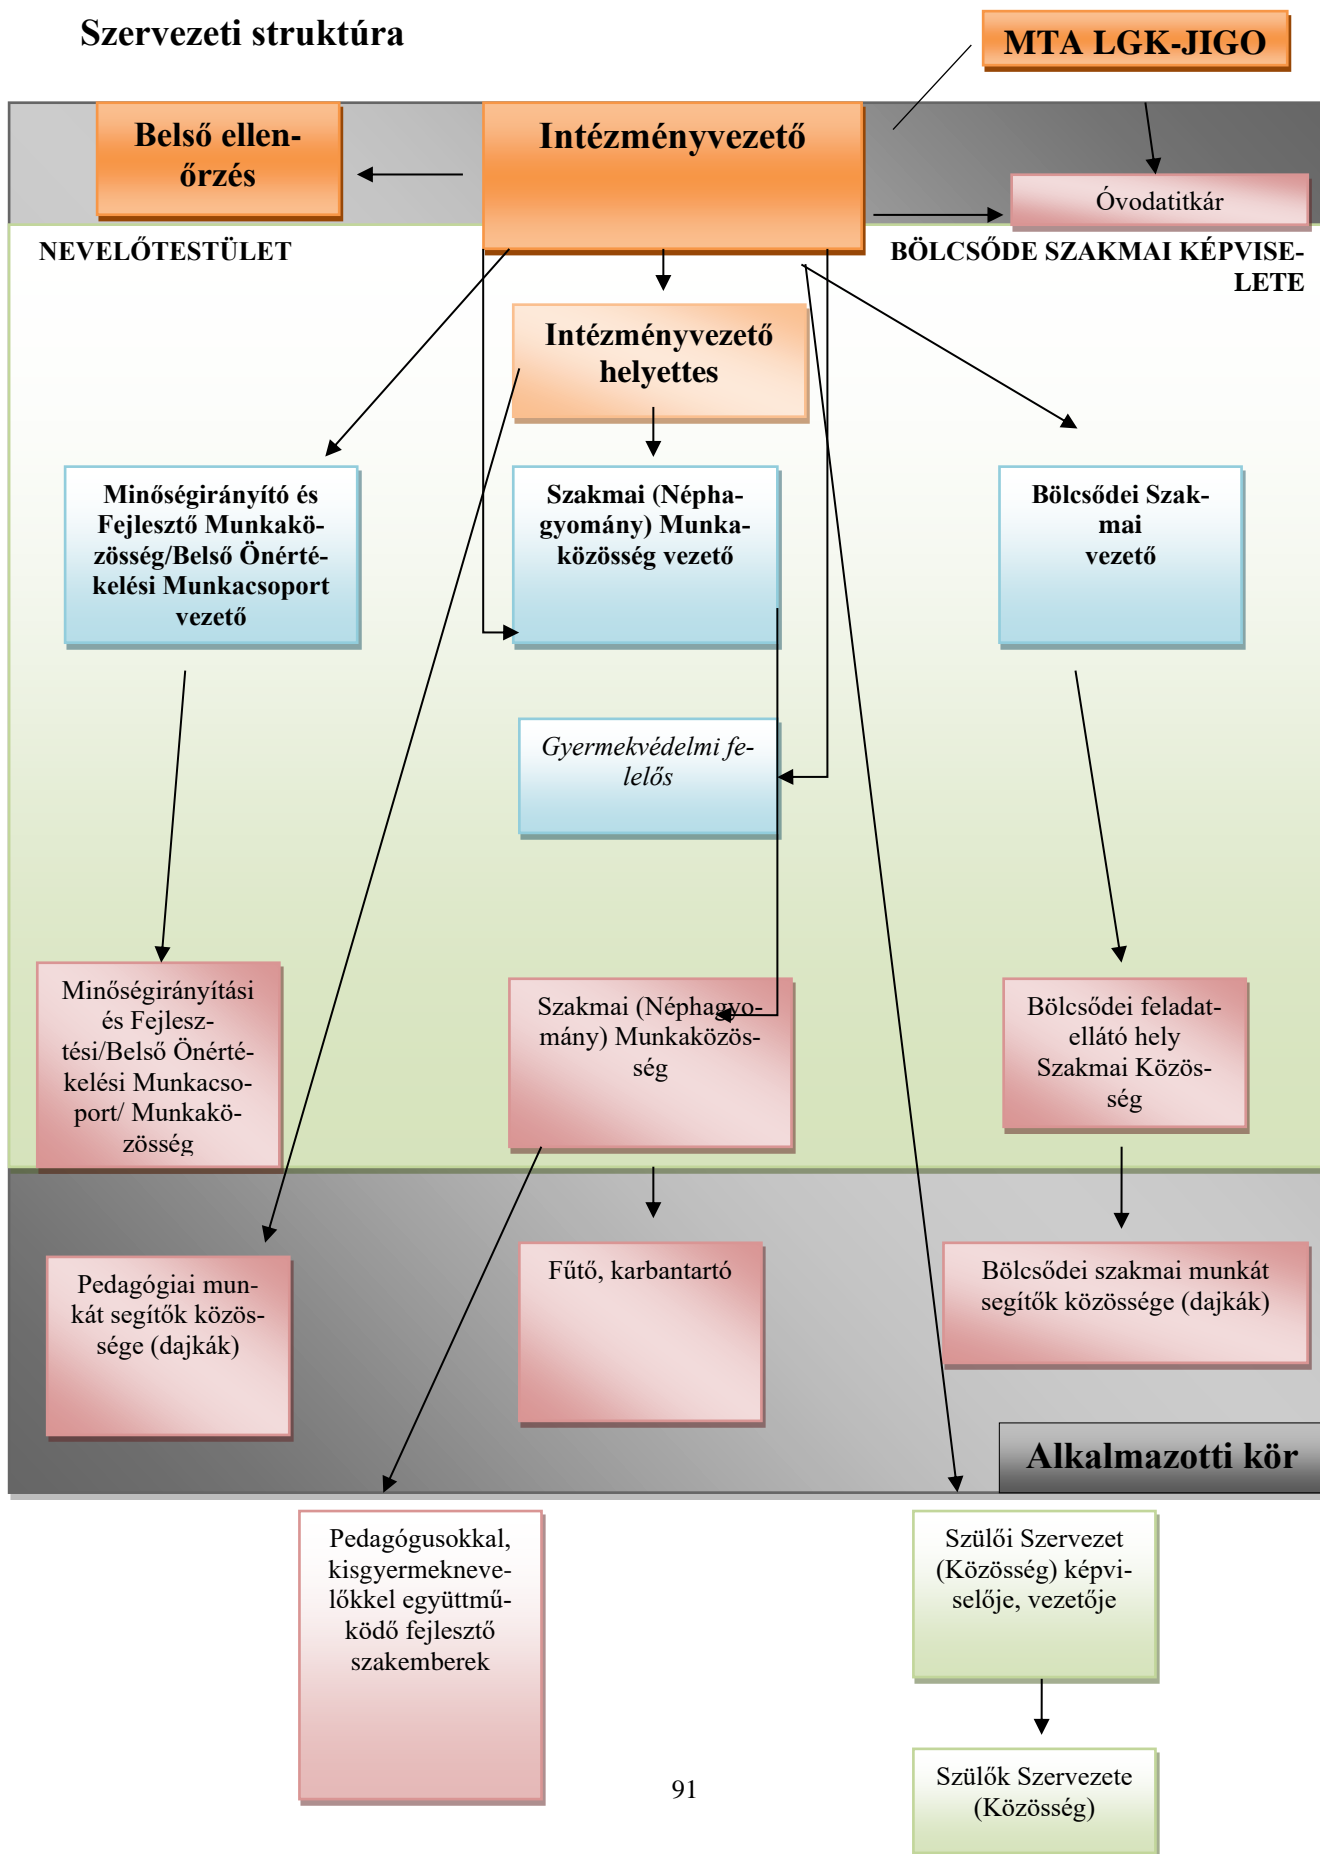 Szervezeti struktúra
MTA LGK-JIGO
Belső ellen-
őrzés
Intézményvezető
Óvodatitkár
NEVELŐTESTÜLET
BÖLCSŐDE SZAKMAI KÉPVISE-
LETE
Intézményvezető
helyettes
Minőségirányító és
Fejlesztő Munkakö-
zösség/Belső Önérté-
kelési Munkacsoport
vezető
Szakmai (Népha-
gyomány) Munka-
közösség vezető
Bölcsődei Szak-
mai
vezető
Gyermekvédelmi fe-
lelős
Minőségirányítási
és Fejlesz-
tési/Belső Önérté-
kelési Munkacso-
port/ Munkakö-
zösség
Szakmai (Néphagyo-
mány) Munkaközös-
ség
Bölcsődei feladat-
ellátó hely
Szakmai Közös-
ség
Pedagógiai mun-
kát segítők közös-
sége (dajkák)
Fűtő, karbantartó
Bölcsődei szakmai munkát
segítők közössége (dajkák)
Alkalmazotti kör
Pedagógusokkal,
kisgyermekneve-
lőkkel együttmű-
ködő fejlesztő
szakemberek
Szülői Szervezet
(Közösség) képvi-
selője, vezetője
Szülők Szervezete
(Közösség)
91